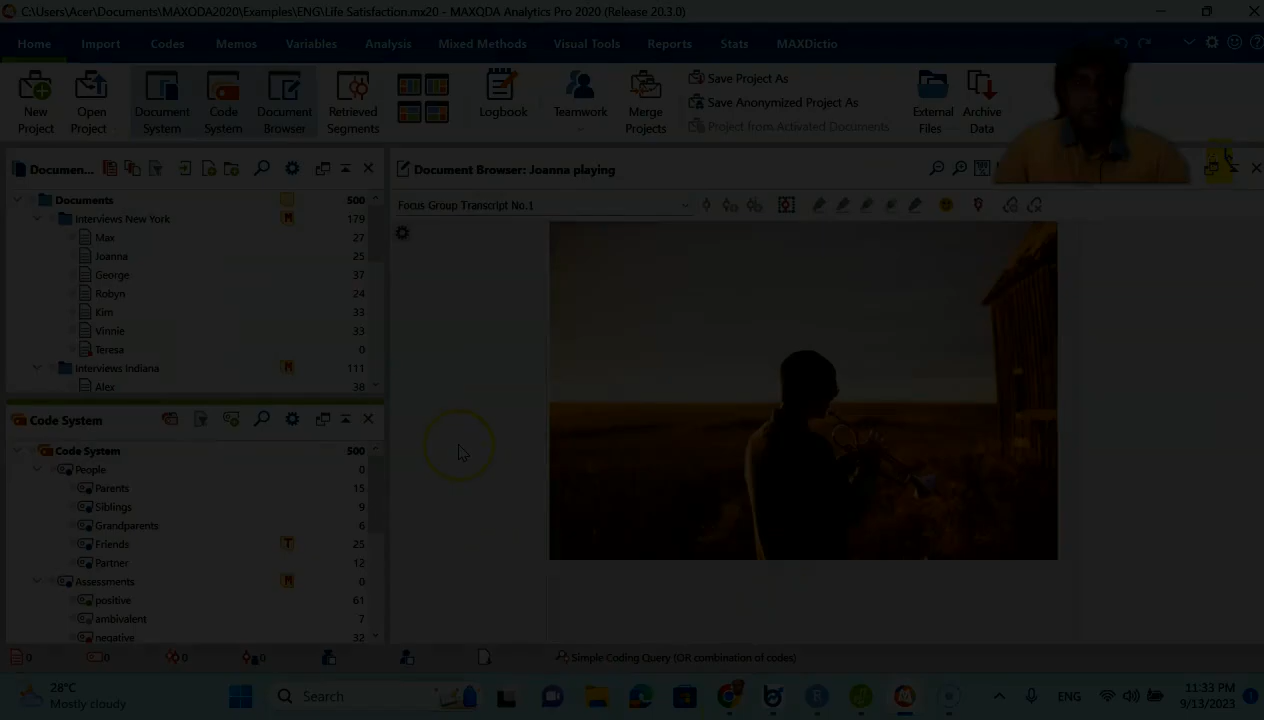 C:\Users\Acer\Documents\MAXQDA2020\Examples\ENG\Life Satisfaction.mx20 - MAXQDA Analytics Pro 2020 (Release 20.3.0)
Home Import Codes Memos Variables Analysis Mixed Methods Visual Tools Reports Stats MAXDictio
New Project
Open Project
Document System
Code System
Document Browser
Retrieved Segments
Logbook
Teamwork
Merge Projects
Save Project As
Save Anonymized Project As
Project from Activated Documents
External Files
Archive Data
Documen...
Document Browser: Joanna playing
Focus Group Transcript No.1
Documents 500
Interviews New York M 179
Max 27
Joanna 25
George 37
Robyn 24
Kim 33
Vinnie 33
Teresa 0
Interviews Indiana M 111
Alex 38
Code System
Code System 500
People 0
Parents 15
Siblings 9
Grandparents 6
Friends T 25
Partner 12
Assessments M 0
positive 61
ambivalent 7
negative 32
0 0 0 0
Simple Coding Query (OR combination of codes)
28°C
Mostly cloudy
Search
ENG
11:33 PM
9/13/2023